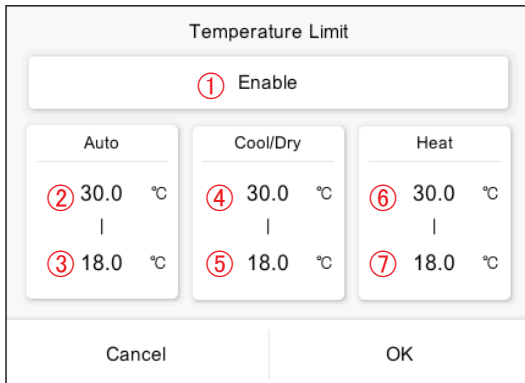 Temperature Limit
① Enable
Auto Cool/Dry Heat
② 30.0 ℃ ④ 30.0 ℃ ⑥ 30.0 ℃
| | |
③ 18.0 ℃ ⑤ 18.0 ℃ ⑦ 18.0 ℃
Cancel OK